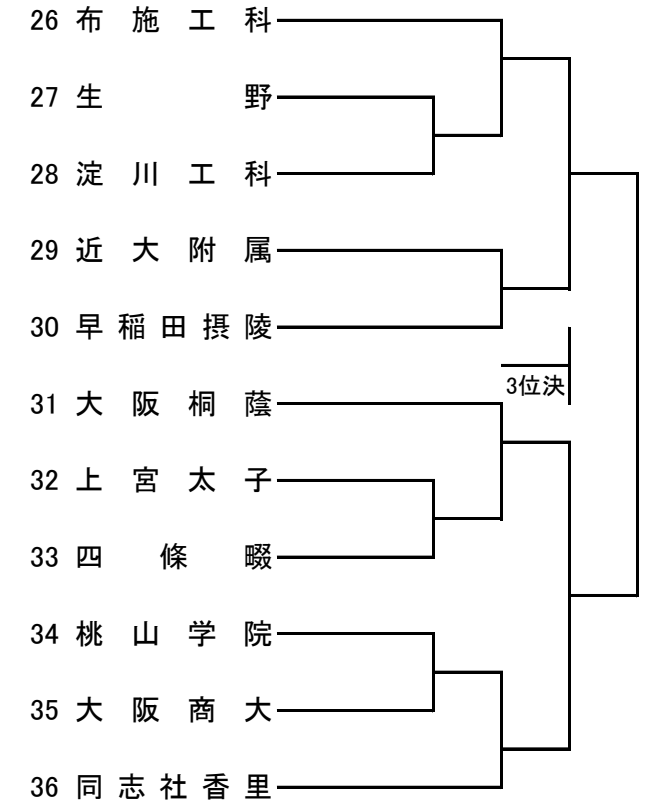 26 布施工科
27 生野
28 淀川工科
29 近大附属
30 早稲田摂陵
3位決
31 大阪桐蔭
32 上宮太子
33 四條畷
34 桃山学院
35 大阪商大
36 同志社香里